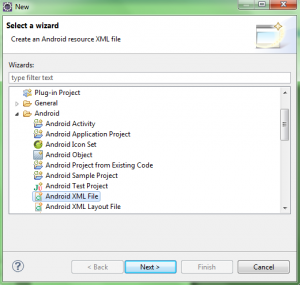 New
Select a wizard
Create an Android resource XML file
Wizards:
type filter text
Plug-in Project
General
Android
Android Activity
Android Application Project
Android Icon Set
Android Object
Android Project from Existing Code
Android Sample Project
Android Test Project
Android XML File
Android XML Layout File
?
< Back
Next >
Finish
Cancel